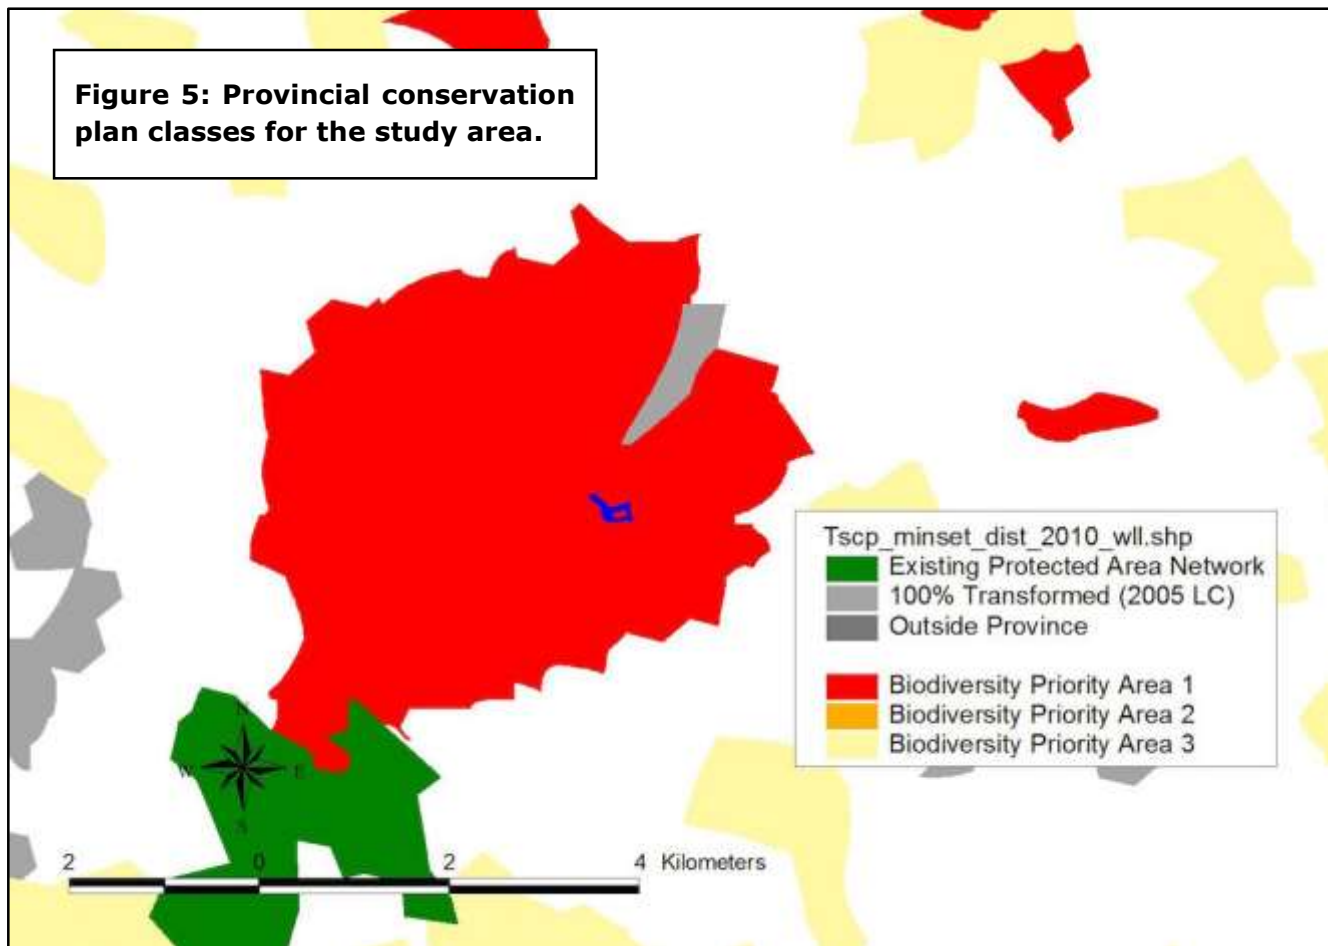 Figure 5: Provincial conservation
plan classes for the study area.
Tscp_minset_dist_2010_wll.shp
Existing Protected Area Network
100% Transformed (2005 LC)
Outside Province
Biodiversity Priority Area 1
Biodiversity Priority Area 2
Biodiversity Priority Area 3
N
W E
S
2 0 2 4 Kilometers